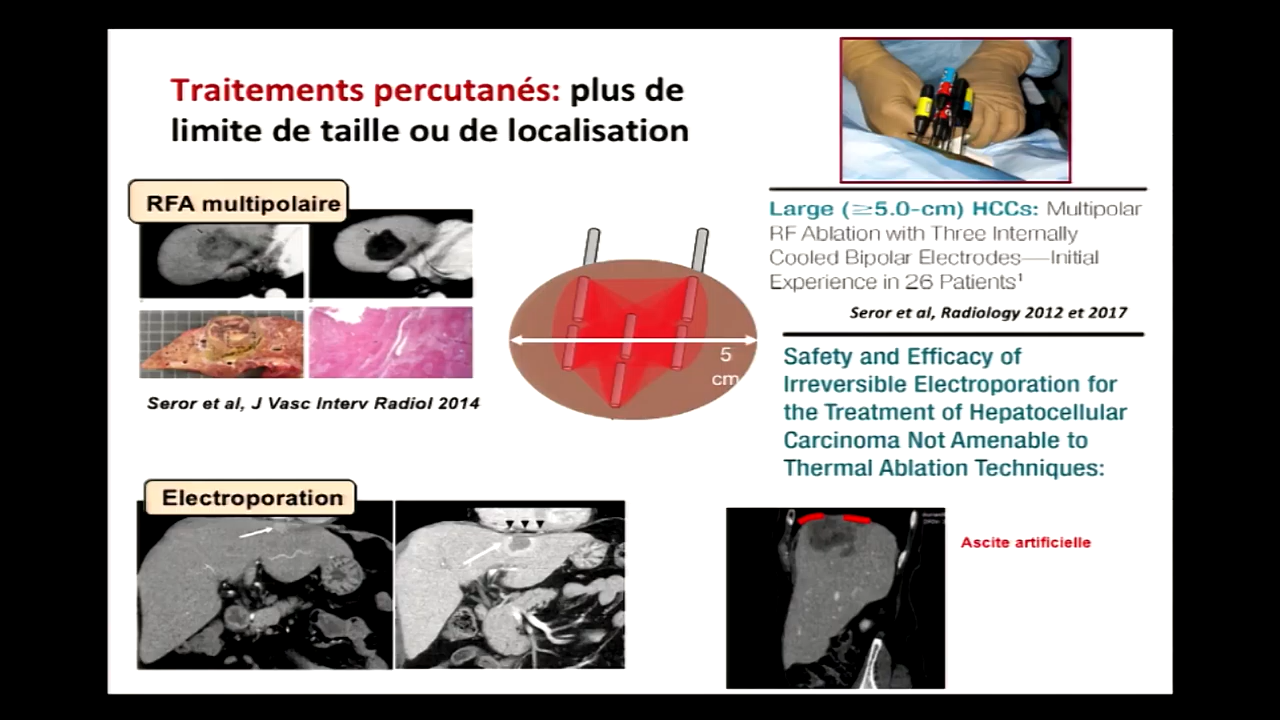 Traitements percutanés: plus de
limite de taille ou de localisation
RFA multipolaire
Seror et al, J Vasc Interv Radiol 2014
5
cm
Large (≥5.0-cm) HCCs: Multipolar
RF Ablation with Three Internally
Cooled Bipolar Electrodes—Initial
Experience in 26 Patients¹
Seror et al, Radiology 2012 et 2017
Safety and Efficacy of
Irreversible Electroporation for
the Treatment of Hepatocellular
Carcinoma Not Amenable to
Thermal Ablation Techniques:
Electroporation
Ascite artificielle